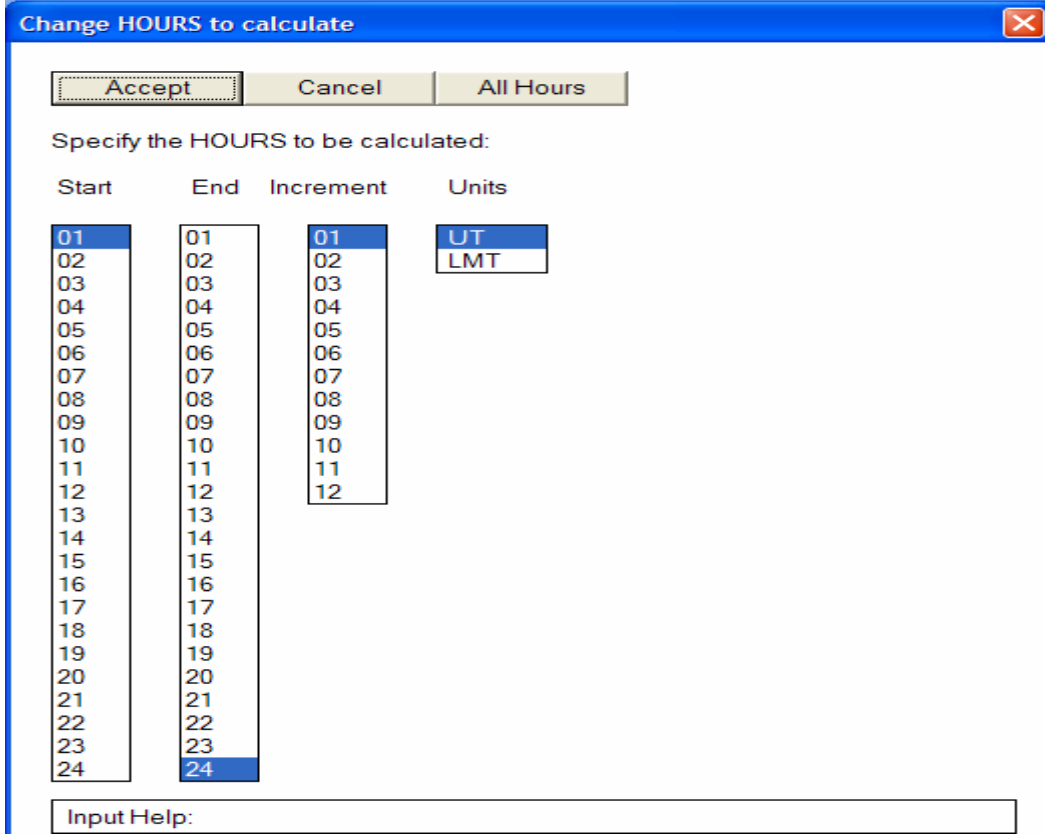 Change HOURS to calculate
Accept Cancel All Hours
Specify the HOURS to be calculated:
Start End Increment Units
01 01 01 UT
02 02 02 LMT
03 03 03
04 04 04
05 05 05
06 06 06
07 07 07
08 08 08
09 09 09
10 10 10
11 11 11
12 12 12
13 13
14 14
15 15
16 16
17 17
18 18
19 19
20 20
21 21
22 22
23 23
24 24
Input Help: